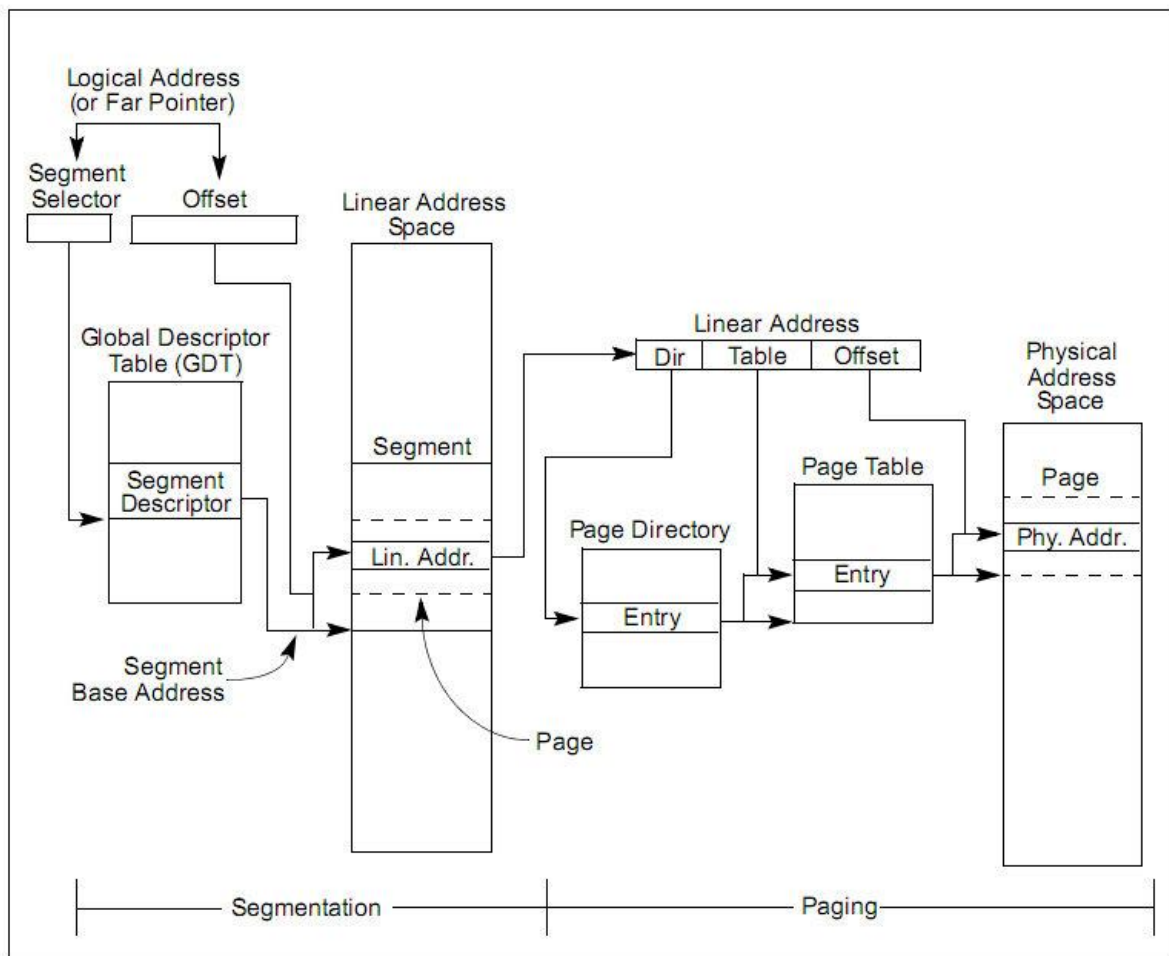 Logical Address
(or Far Pointer)
Segment
Selector
Offset
Linear Address
Space
Global Descriptor
Table (GDT)
Segment
Descriptor
Segment
Lin. Addr.
Segment
Base Address
Page
Linear Address
Dir
Table
Offset
Physical
Address
Space
Page Directory
Entry
Page Table
Entry
Page
Phy. Addr.
Segmentation
Paging